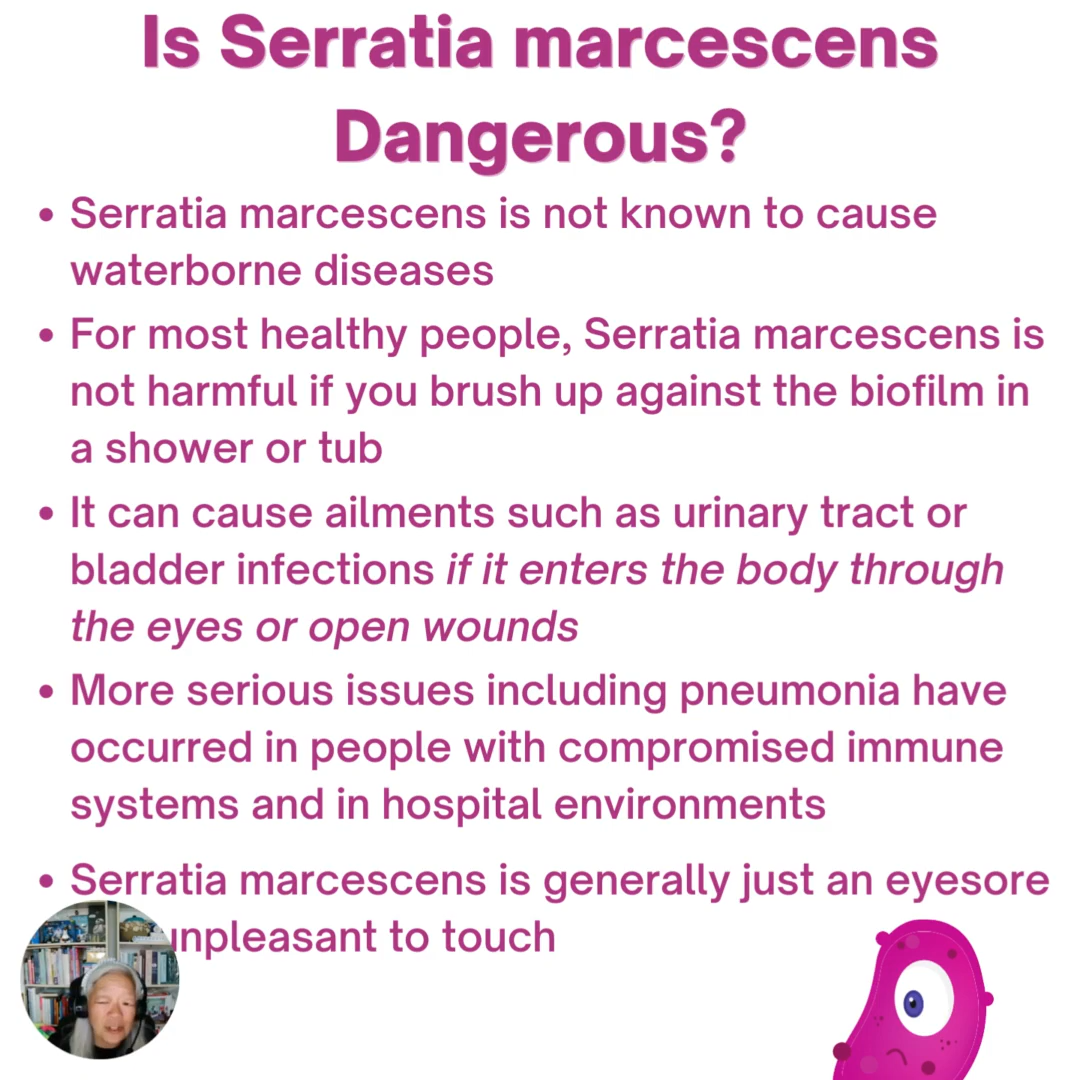 Is Serratia marcescens
Dangerous?
• Serratia marcescens is not known to cause
waterborne diseases
• For most healthy people, Serratia marcescens is
not harmful if you brush up against the biofilm in
a shower or tub
• It can cause ailments such as urinary tract or
bladder infections if it enters the body through
the eyes or open wounds
• More serious issues including pneumonia have
occurred in people with compromised immune
systems and in hospital environments
• Serratia marcescens is generally just an eyesore
unpleasant to touch